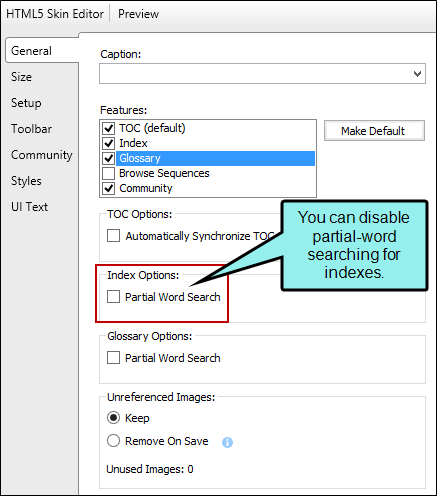 HTML5 Skin Editor
Preview
General
Size
Setup
Toolbar
Community
Styles
UI Text
Caption:
Features:
TOC (default)
Index
Glossary
Browse Sequences
Community
Make Default
TOC Options:
Automatically Synchronize TOC
You can disable
partial-word
searching for
indexes.
Index Options:
Partial Word Search
Glossary Options:
Partial Word Search
Unreferenced Images:
Keep
Remove On Save
Unused Images: 0